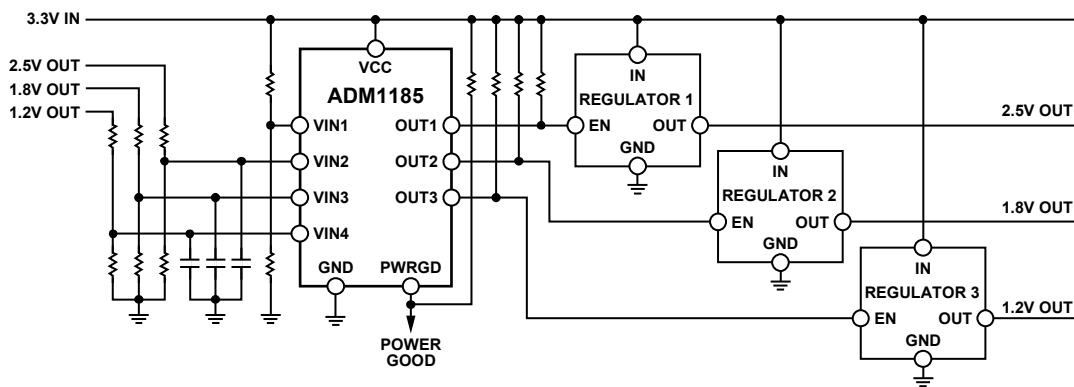 3.3V IN
2.5V OUT
1.8V OUT
1.2V OUT
VCC
ADM1185
VIN1
VIN2
VIN3
VIN4
OUT1
OUT2
OUT3
GND
PWRGD
POWER
GOOD
IN
REGULATOR 1
EN
OUT
GND
2.5V OUT
IN
REGULATOR 2
EN
OUT
GND
1.8V OUT
IN
REGULATOR 3
EN
OUT
GND
1.2V OUT